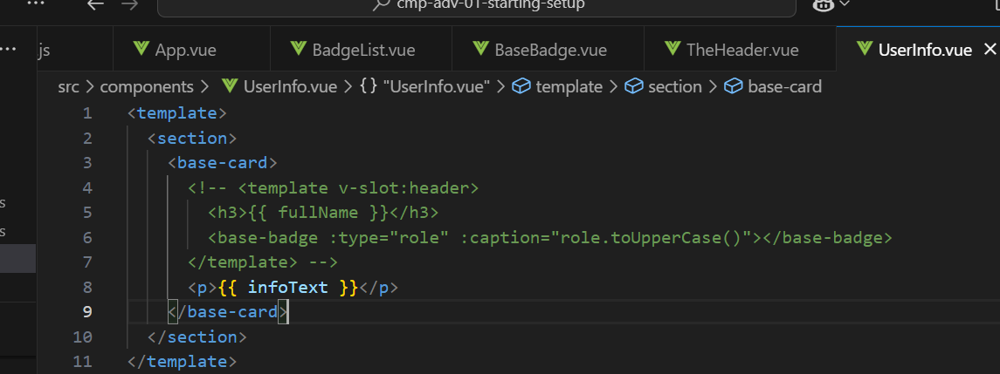 cmp-adv-01-starting-setup
js App.vue BadgeList.vue BaseBadge.vue TheHeader.vue UserInfo.vue
src > components > UserInfo.vue > {} "UserInfo.vue" > template > section > base-card
1 <template>
2 <section>
3 <base-card>
4 <!-- <template v-slot:header>
5 <h3>{{ fullName }}</h3>
6 <base-badge :type="role" :caption="role.toUpperCase()"></base-badge>
7 </template> -->
8 <p>{{ infoText }}</p>
9 </base-card>
10 </section>
11 </template>
s
s